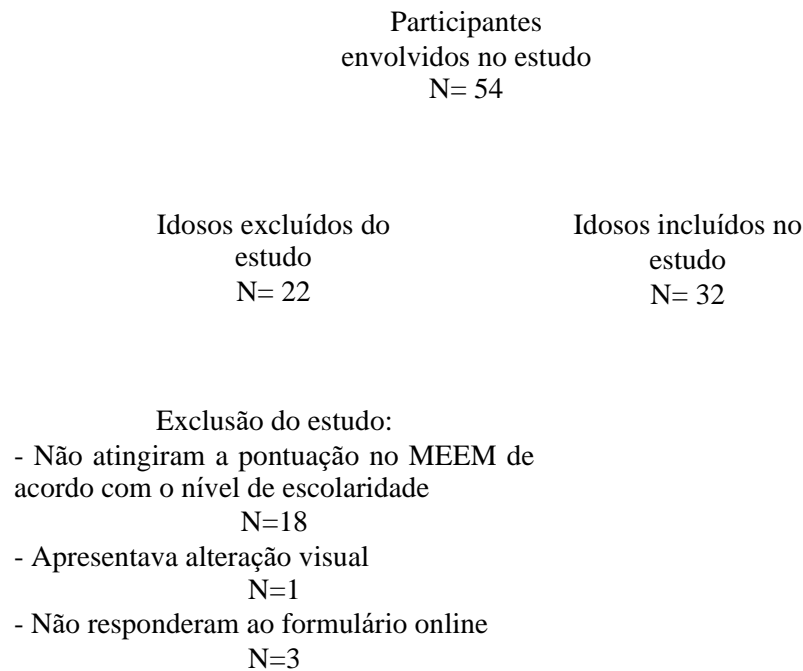 Participantes
envolvidos no estudo
N= 54
Idosos excluídos do
estudo
N= 22
Idosos incluídos no
estudo
N= 32
Exclusão do estudo:
- Não atingiram a pontuação no MEEM de
acordo com o nível de escolaridade
N=18
- Apresentava alteração visual
N=1
- Não responderam ao formulário online
N=3